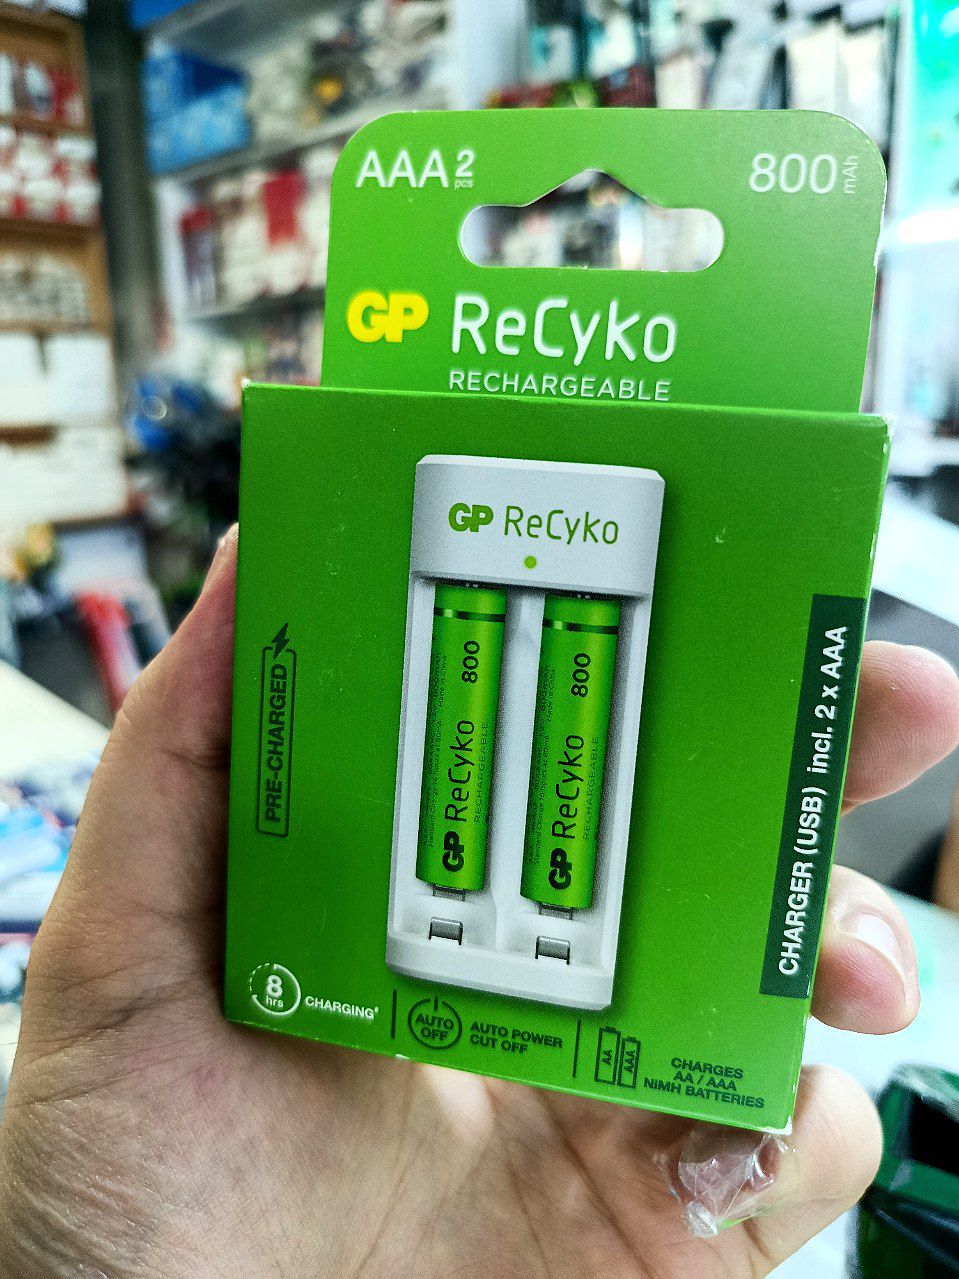 AAA 2 pcs
800 mAh
GP ReCyko
RECHARGEABLE
GP ReCyko
800
GP ReCyko
RECHARGEABLE
800
GP ReCyko
RECHARGEABLE
PRE-CHARGED
CHARGER (USB) incl. 2 x AAA
8 hrs
CHARGING*
AUTO OFF
AUTO POWER
CUT OFF
AA
AAA
CHARGES
AA / AAA
NiMH BATTERIES